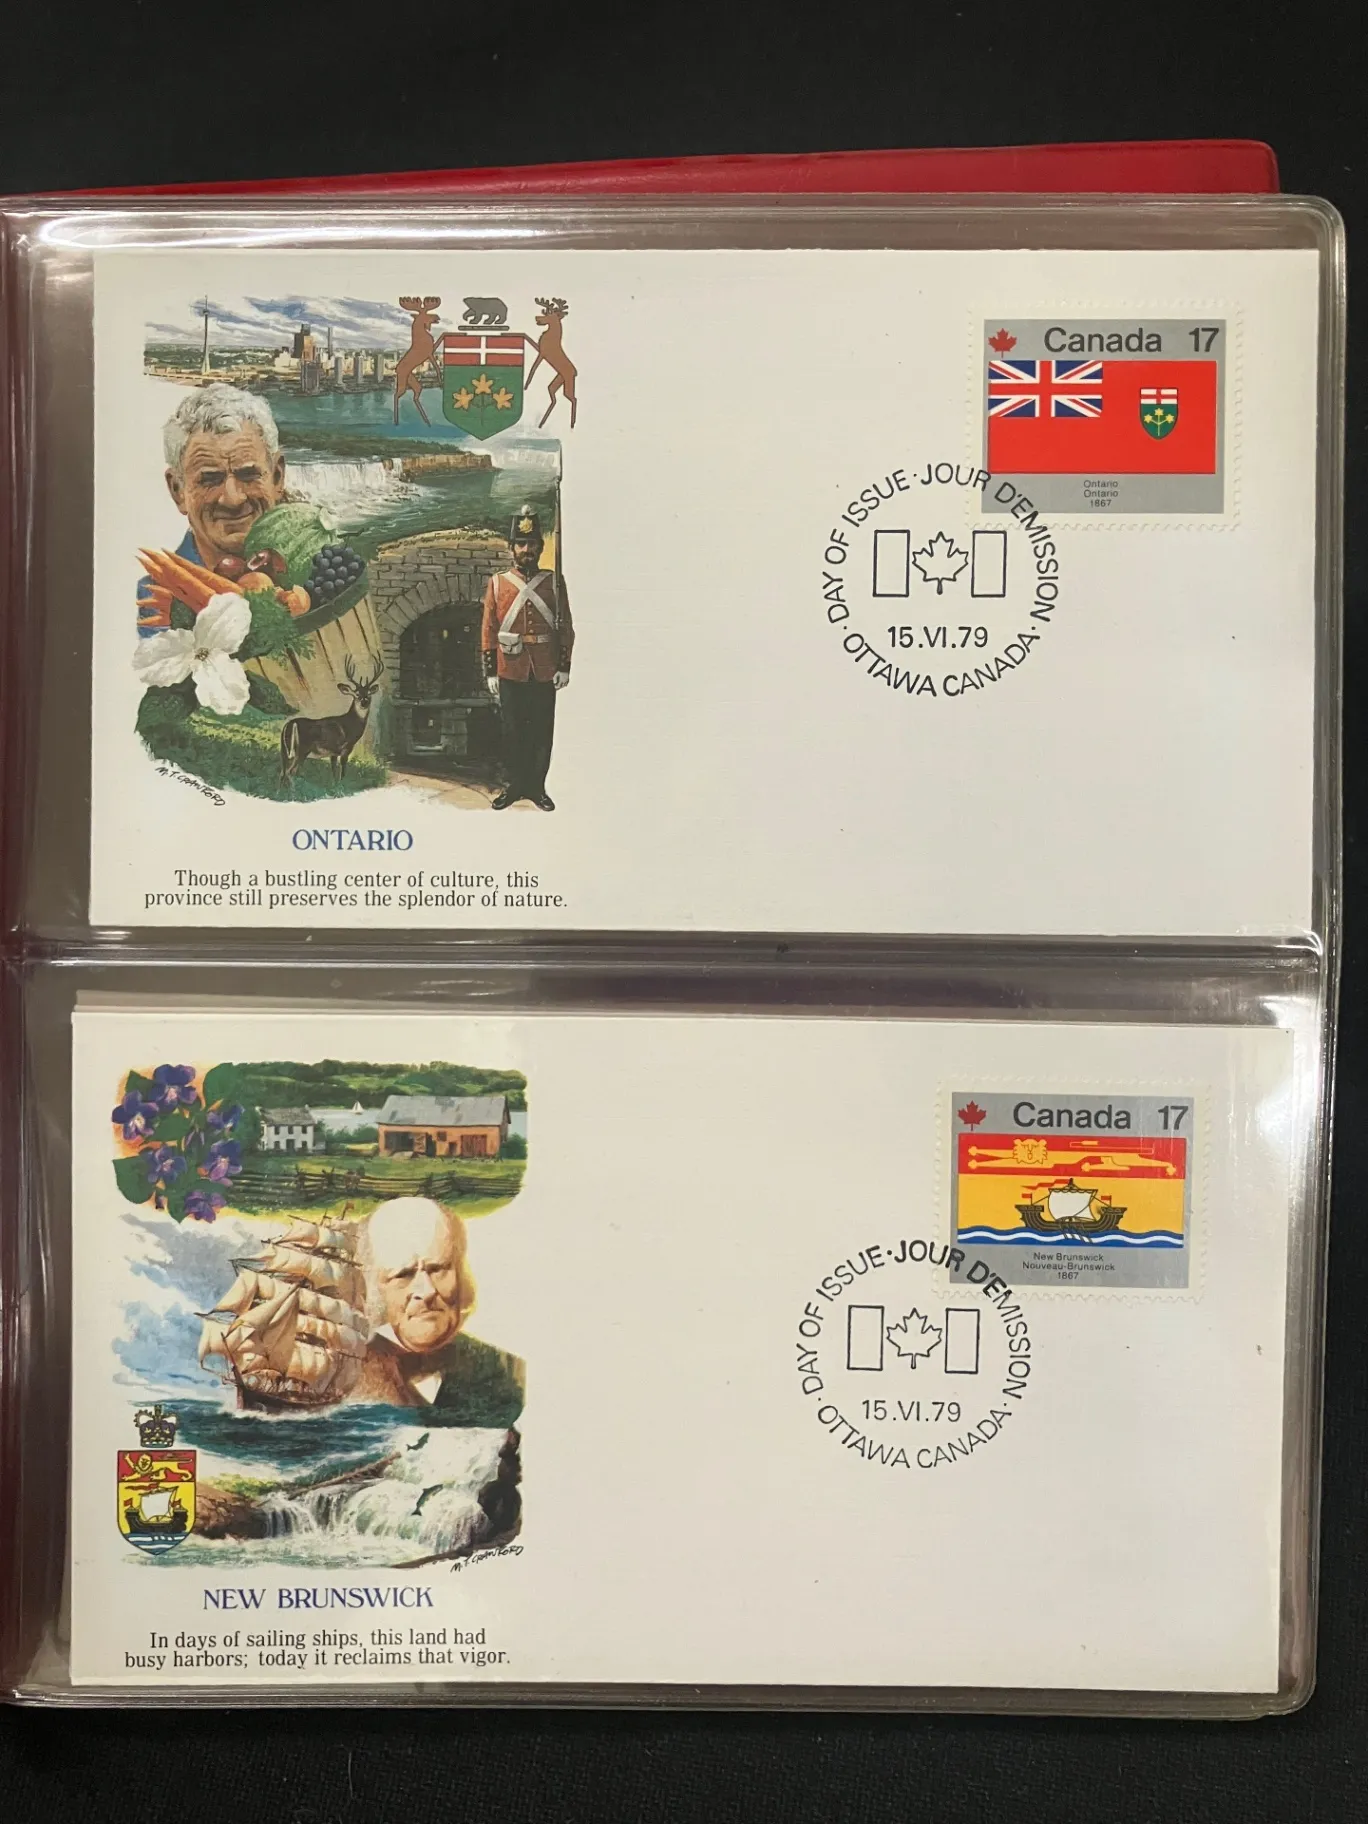 Canada 17
Ontario
Ontario
1867
DAY OF ISSUE · JOUR D'EMISSION ·
15.VI.79
OTTAWA CANADA ·
M.T. CRAWFORD
ONTARIO
Though a bustling center of culture, this
province still preserves the splendor of nature.
Canada 17
New Brunswick
Nouveau-Brunswick
1867
DAY OF ISSUE · JOUR D'EMISSION ·
15.VI.79
OTTAWA CANADA ·
M.T. CRAWFORD
NEW BRUNSWICK
In days of sailing ships, this land had
busy harbors; today it reclaims that vigor.